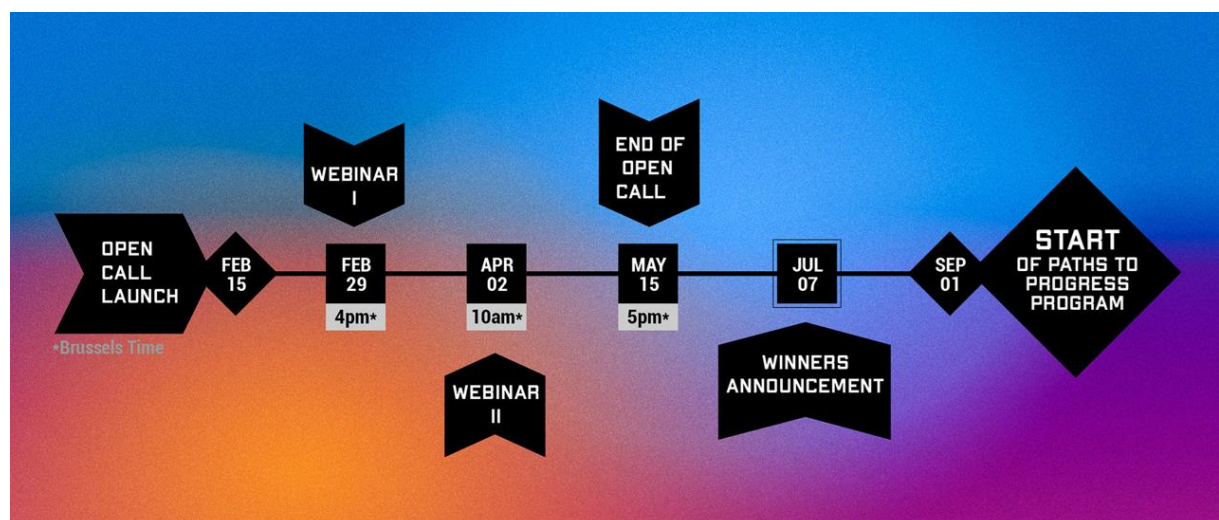 OPEN
CALL
LAUNCH
*Brussels Time
FEB
15
WEBINAR
I
FEB
29
4pm*
APR
02
10am*
WEBINAR
II
END OF
OPEN
CALL
MAY
15
5pm*
JUL
07
WINNERS
ANNOUNCEMENT
SEP
01
START
OF PATHS TO
PROGRESS
PROGRAM